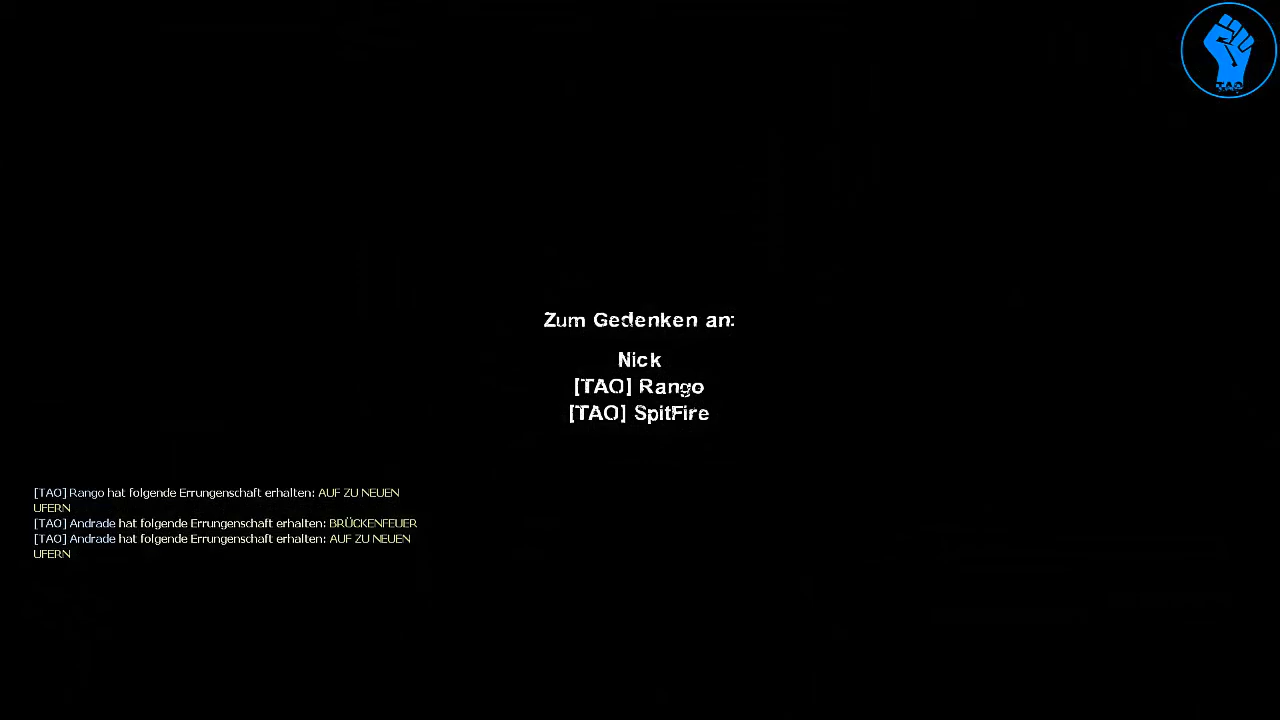 TAO
Zum Gedenken an:
Nick
[TAO] Rango
[TAO] SpitFire
[TAO] Rango hat folgende Errungenschaft erhalten: AUF ZU NEUEN
UFERN
[TAO] Andrade hat folgende Errungenschaft erhalten: BRÜCKENFEUER
[TAO] Andrade hat folgende Errungenschaft erhalten: AUF ZU NEUEN
UFERN